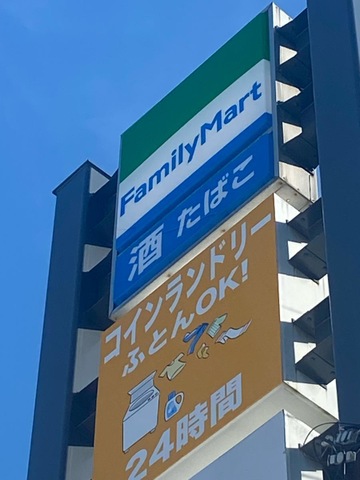 FamilyMart
酒 たばこ
コインランドリー
ふとんOK!
24時間